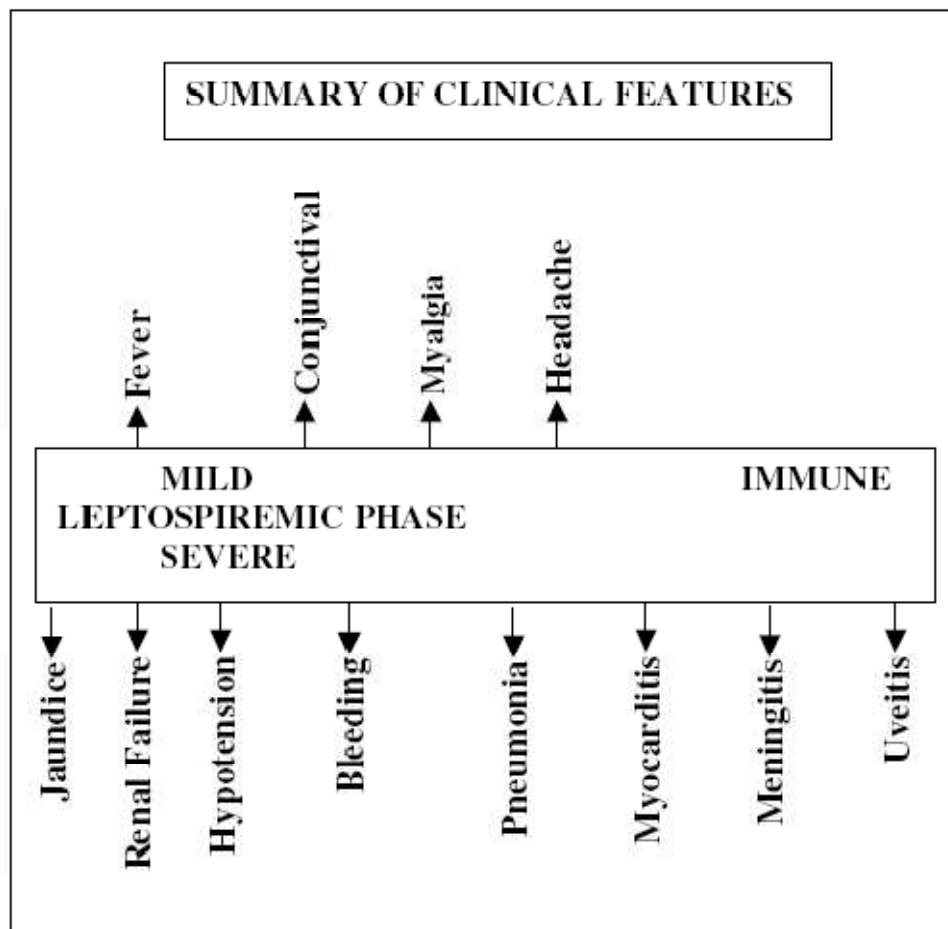 SUMMARY OF CLINICAL FEATURES
Fever
Conjunctival
Myalgia
Headache
MILD IMMUNE
LEPTOSPIREMIC PHASE
SEVERE
Jaundice
Renal Failure
Hypotension
Bleeding
Pneumonia
Myocarditis
Meningitis
Uveitis